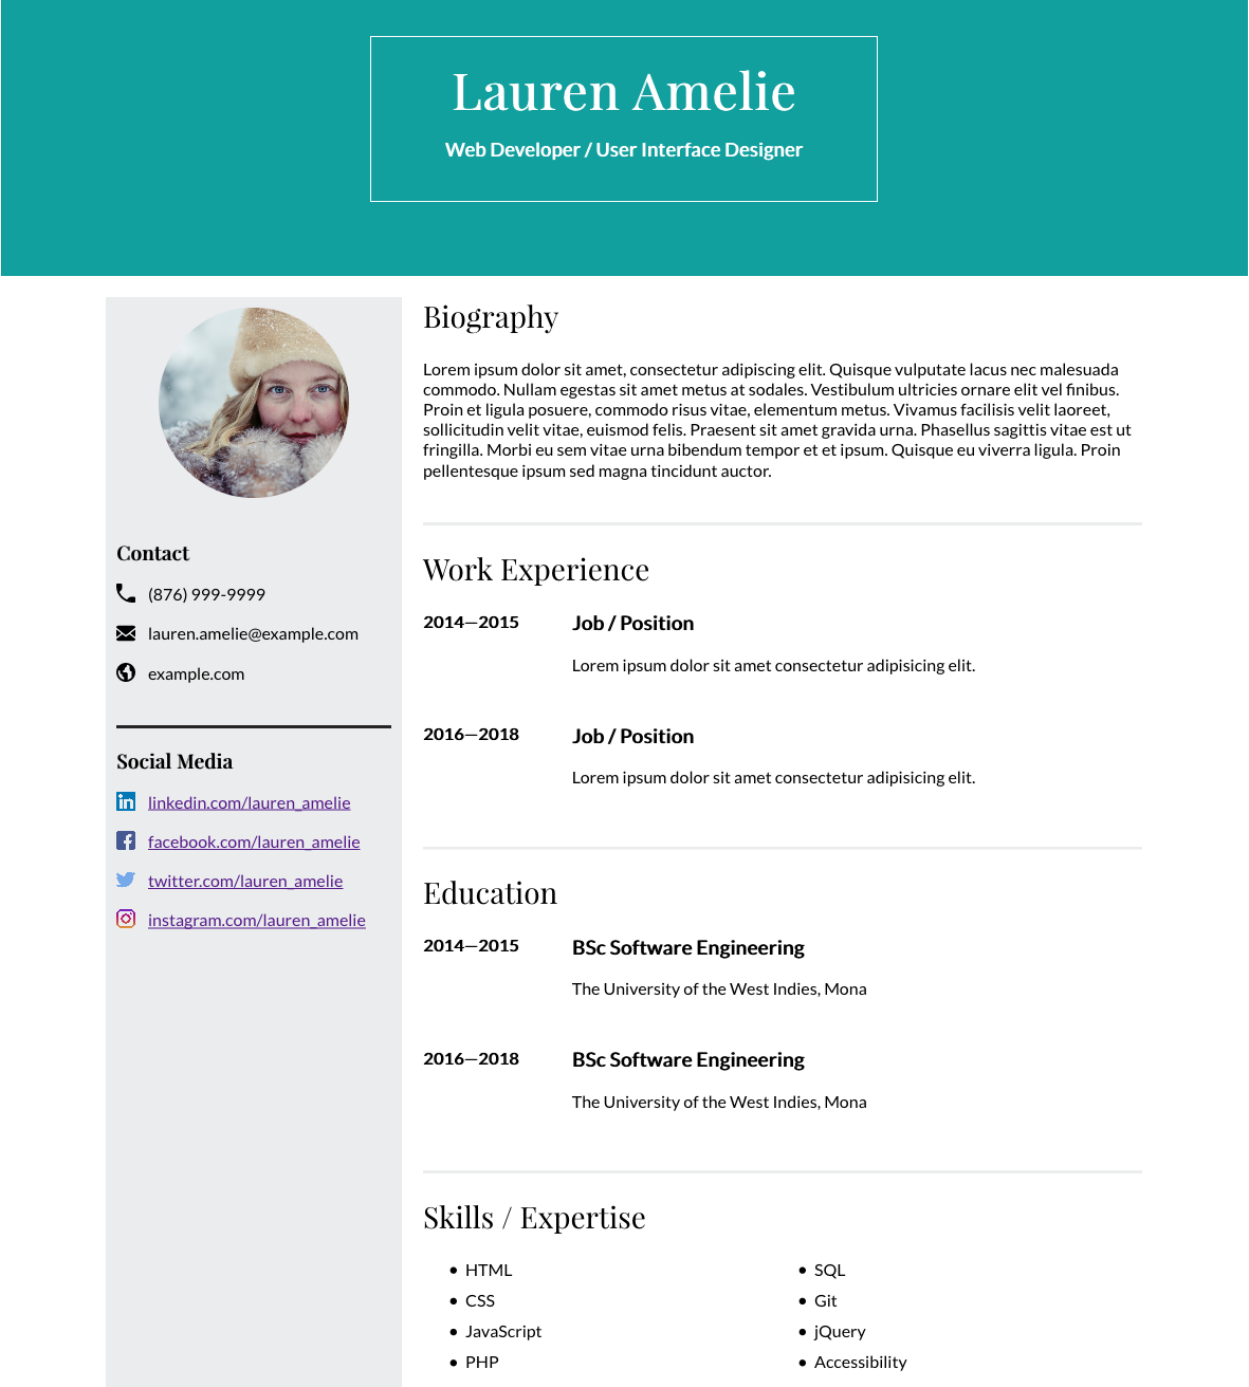 Lauren Amelie
Web Developer / User Interface Designer
Contact
(876) 999-9999
lauren.amelie@example.com
example.com
Social Media
linkedin.com/lauren_amelie
facebook.com/lauren_amelie
twitter.com/lauren_amelie
instagram.com/lauren_amelie
Biography
Lorem ipsum dolor sit amet, consectetur adipiscing elit. Quisque vulputate lacus nec malesuada
commodo. Nullam egestas sit amet metus at sodales. Vestibulum ultricies ornare elit vel finibus.
Proin et ligula posuere, commodo risus vitae, elementum metus. Vivamus facilisis velit laoreet,
sollicitudin velit vitae, euismod felis. Praesent sit amet gravida urna. Phasellus sagittis vitae est ut
fringilla. Morbi eu sem vitae urna bibendum tempor et et ipsum. Quisque eu viverra ligula. Proin
pellentesque ipsum sed magna tincidunt auctor.
Work Experience
2014—2015 Job / Position
Lorem ipsum dolor sit amet consectetur adipisicing elit.
2016—2018 Job / Position
Lorem ipsum dolor sit amet consectetur adipisicing elit.
Education
2014—2015 BSc Software Engineering
The University of the West Indies, Mona
2016—2018 BSc Software Engineering
The University of the West Indies, Mona
Skills / Expertise
• HTML
• CSS
• JavaScript
• PHP
• SQL
• Git
• jQuery
• Accessibility